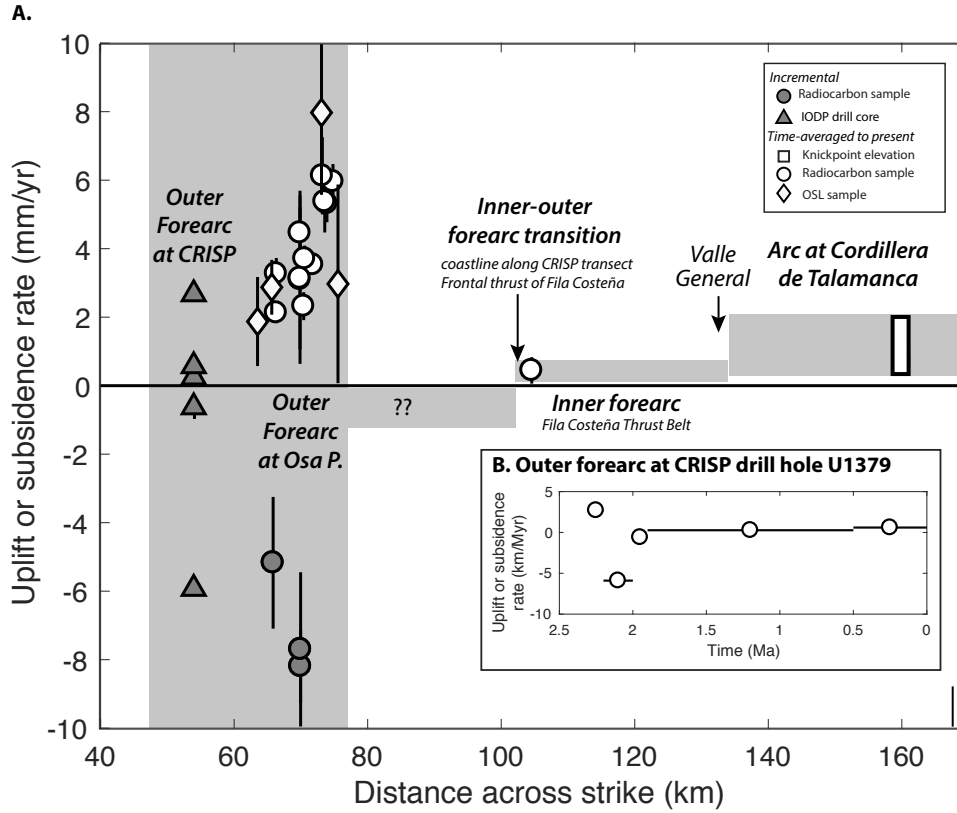 A.
Uplift or subsidence rate (mm/yr)
10
8
6
4
2
0
-2
-4
-6
-8
-10
40
60
80
100
120
140
160
Distance across strike (km)
Outer
Forearc
at CRISP
Outer
Forearc
at Osa P.
??
Inner-outer
forearc transition
coastline along CRISP transect
Frontal thrust of Fila Costeña
Inner forearc
Fila Costeña Thrust Belt
Valle
General
Arc at Cordillera
de Talamanca
Incremental
Radiocarbon sample
IODP drill core
Time-averaged to present
Knickpoint elevation
Radiocarbon sample
OSL sample
B. Outer forearc at CRISP drill hole U1379
Uplift or subsidence
rate (km/Myr)
5
0
-5
-10
2.5
2
1.5
1
0.5
0
Time (Ma)